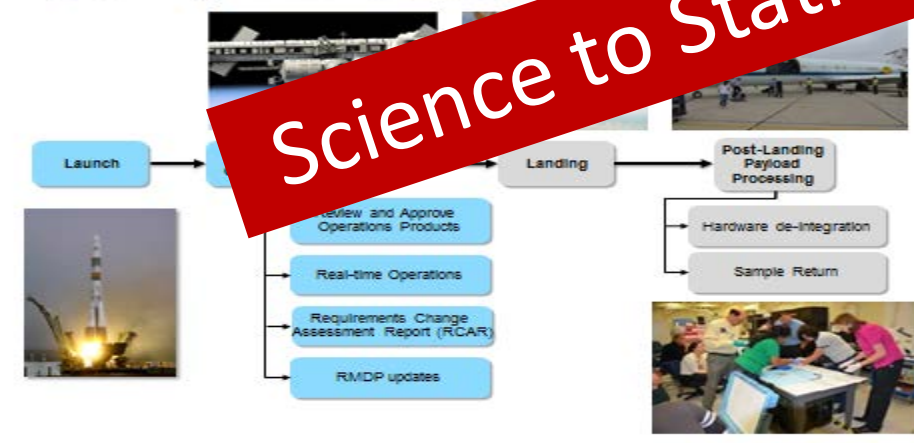 Science to
Launch
Landing
Post-Landing
Payload
Processing
Review and Approve
Operations Products
Real-time Operations
Requirements Change
Assessment Report (RCAR)
RMDP updates
Hardware de-integration
Sample Return